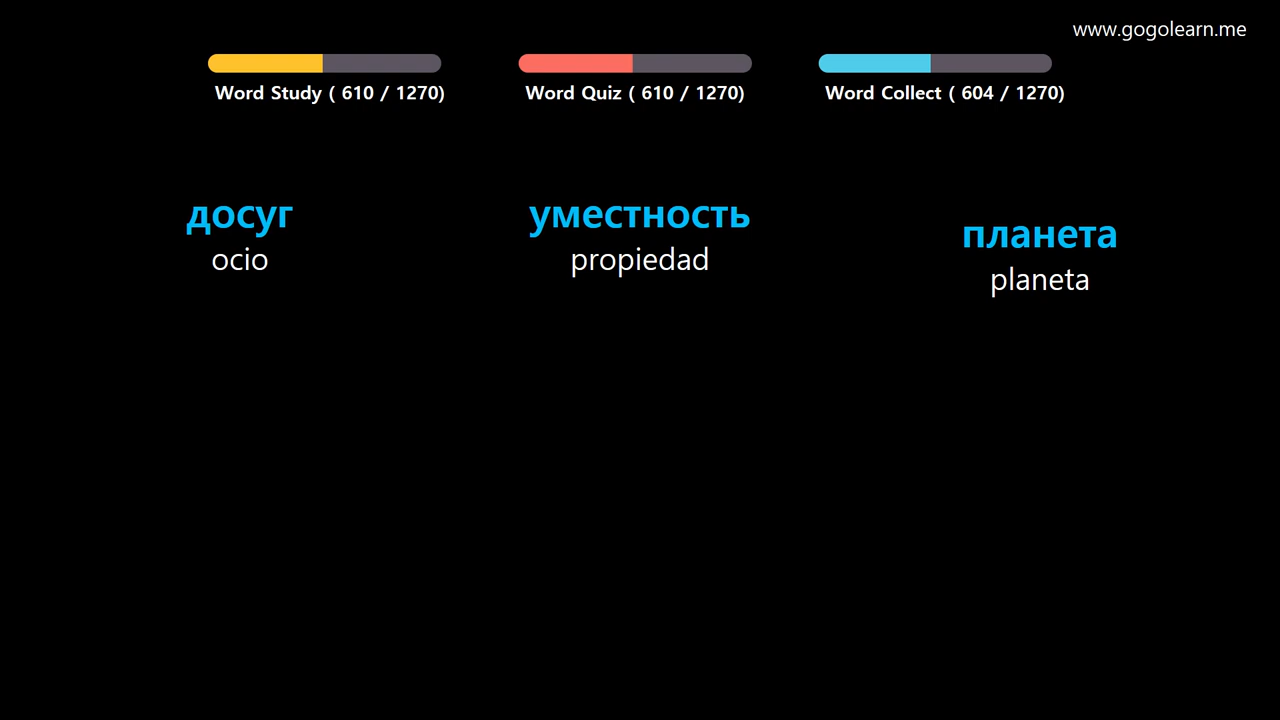 www.gogolearn.me
Word Study ( 610 / 1270)
Word Quiz ( 610 / 1270)
Word Collect ( 604 / 1270)
досуг
ocio
уместность
propiedad
планета
planeta